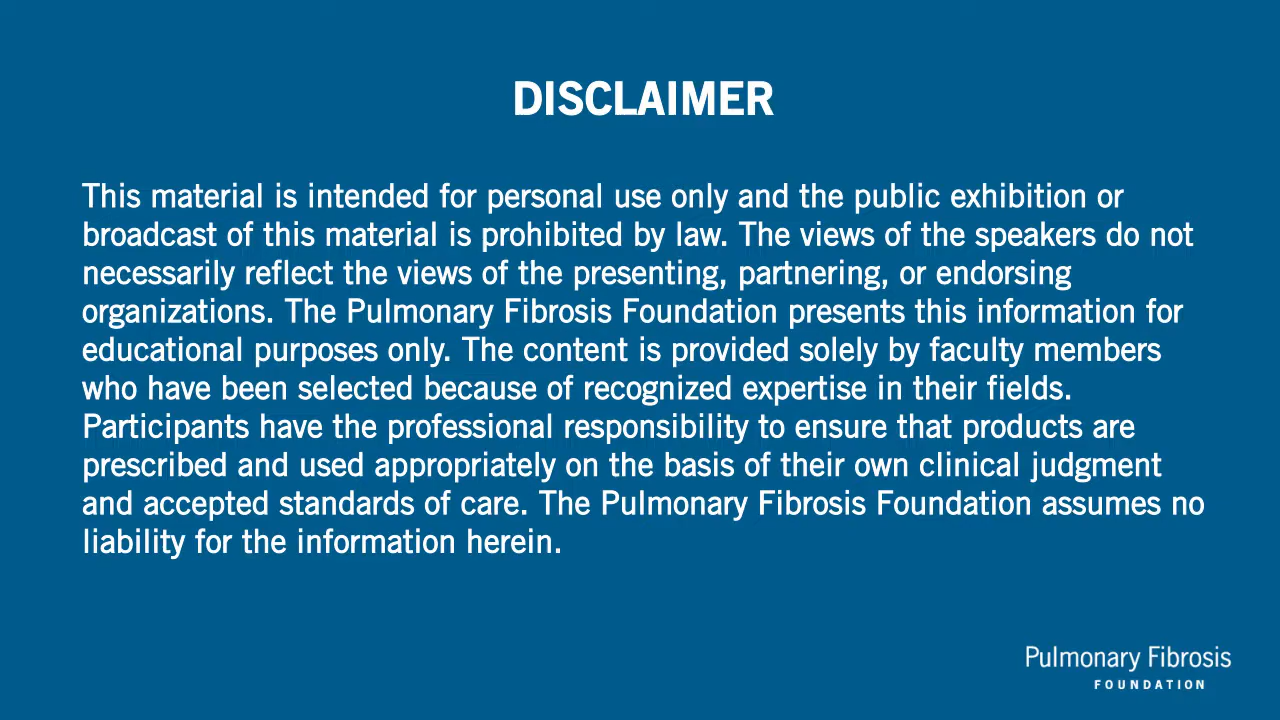 DISCLAIMER
This material is intended for personal use only and the public exhibition or
broadcast of this material is prohibited by law. The views of the speakers do not
necessarily reflect the views of the presenting, partnering, or endorsing
organizations. The Pulmonary Fibrosis Foundation presents this information for
educational purposes only. The content is provided solely by faculty members
who have been selected because of recognized expertise in their fields.
Participants have the professional responsibility to ensure that products are
prescribed and used appropriately on the basis of their own clinical judgment
and accepted standards of care. The Pulmonary Fibrosis Foundation assumes no
liability for the information herein.
Pulmonary Fibrosis
FOUNDATION